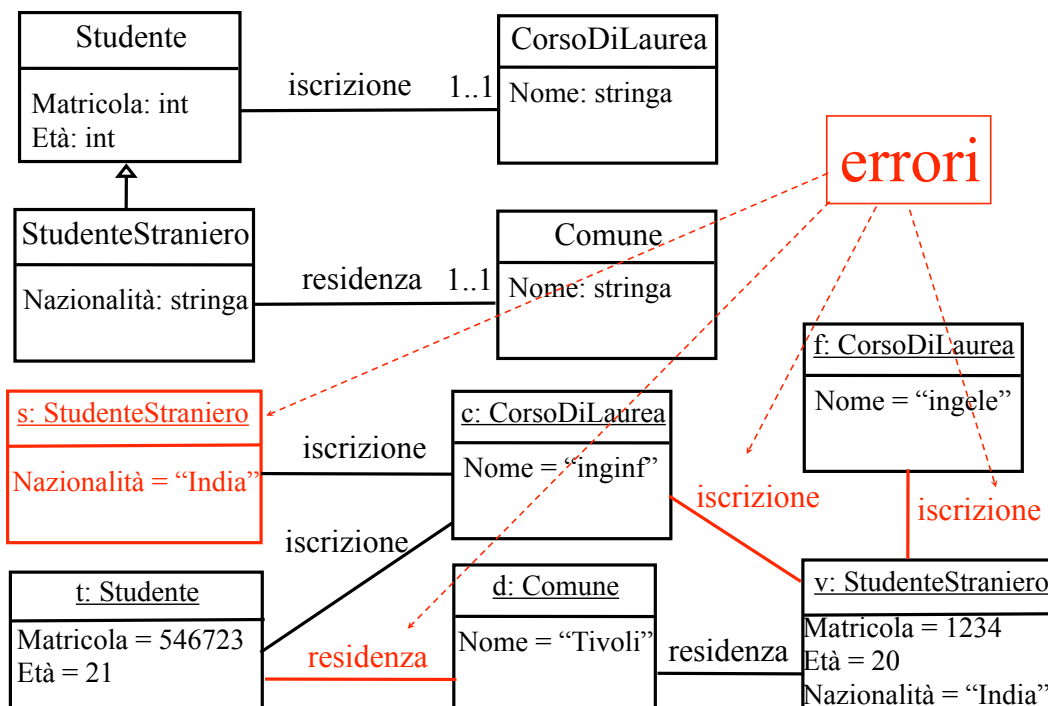 Studente
Matricola: int
Età: int
iscrizione
1..1
CorsoDiLaurea
Nome: stringa
errori
StudenteStraniero
Nazionalità: stringa
residenza
1..1
Comune
Nome: stringa
f: CorsoDiLaurea
Nome = “ingele”
s: StudenteStraniero
Nazionalità = “India”
iscrizione
c: CorsoDiLaurea
Nome = “inginf”
iscrizione
iscrizione
iscrizione
t: Studente
Matricola = 546723
Età = 21
residenza
d: Comune
Nome = “Tivoli”
residenza
v: StudenteStraniero
Matricola = 1234
Età = 20
Nazionalità = “India”